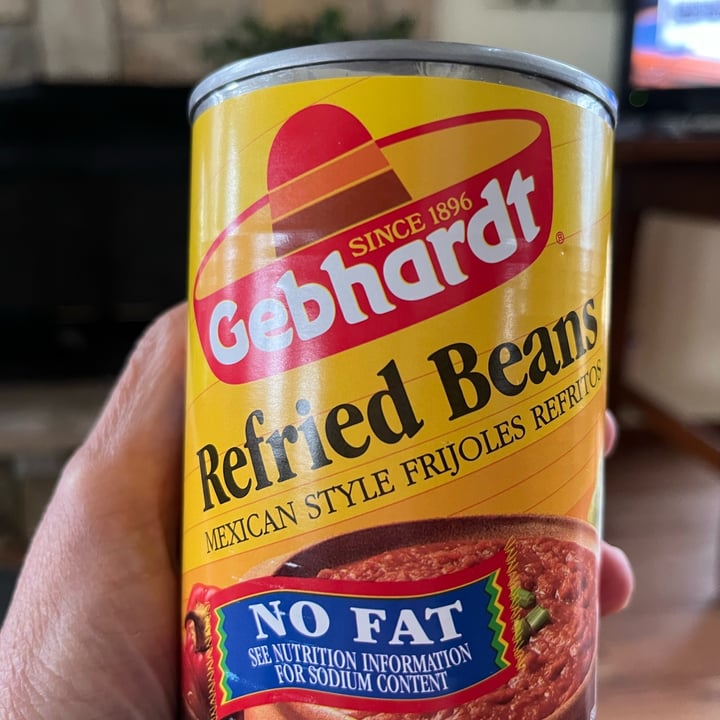 SINCE 1896
Gebhardt®
Refried Beans
MEXICAN STYLE FRIJOLES REFRITOS
NO FAT
SEE NUTRITION INFORMATION
FOR SODIUM CONTENT